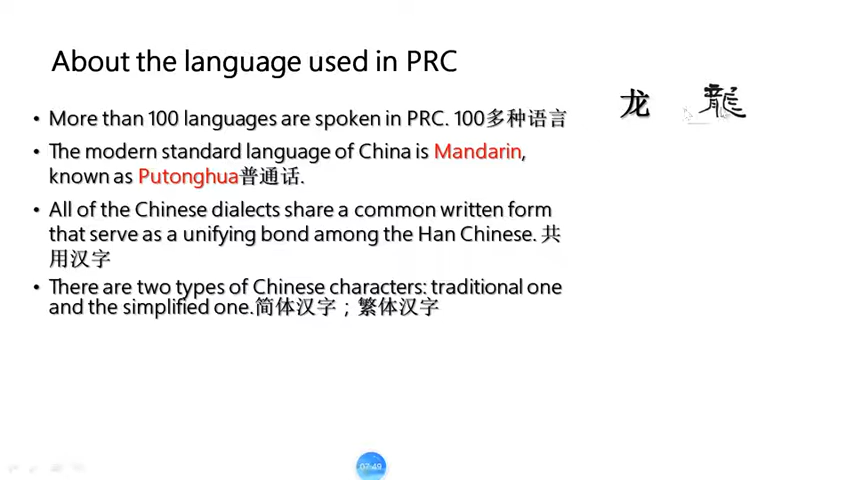 About the language used in PRC
龙 龍
• More than 100 languages are spoken in PRC. 100多种语言
• The modern standard language of China is Mandarin,
known as Putonghua普通话.
• All of the Chinese dialects share a common written form
that serve as a unifying bond among the Han Chinese. 共
用汉字
• There are two types of Chinese characters: traditional one
and the simplified one.简体汉字；繁体汉字
07:49